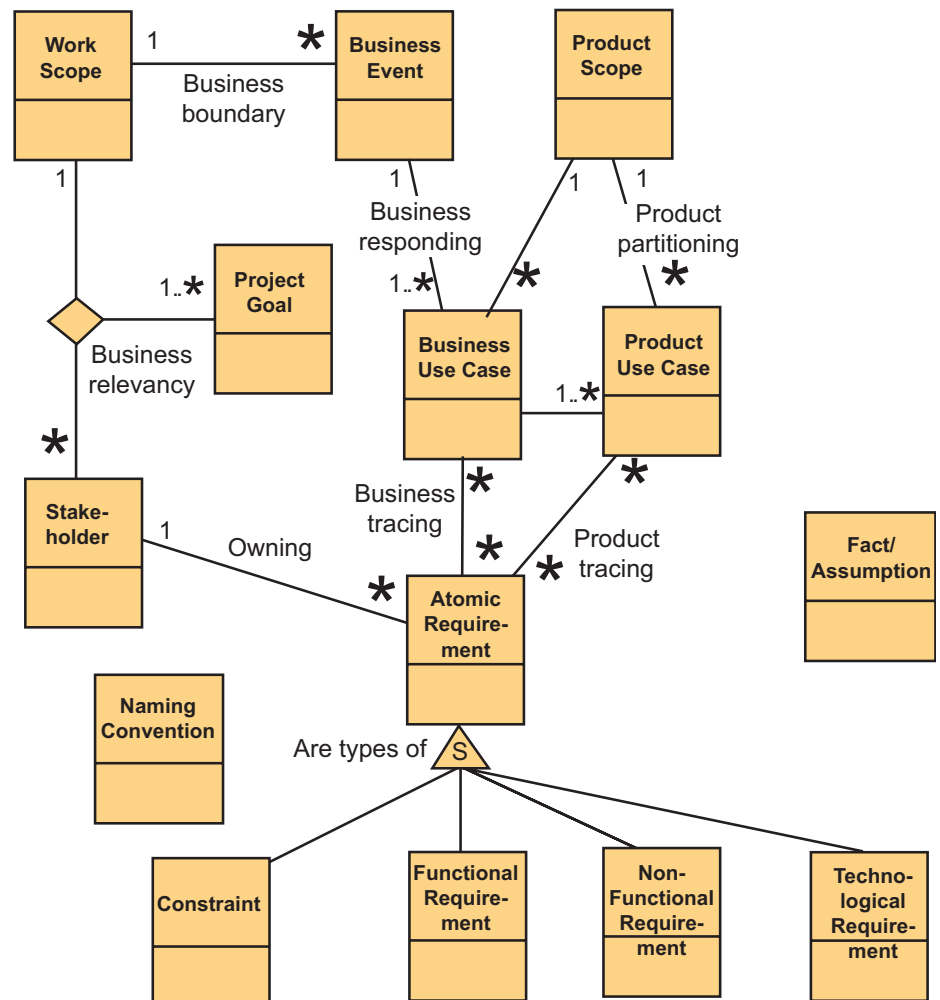 Work
Scope
1
*
Business
boundary
Business
Event
Product
Scope
1
1
Business
responding
1..*
1
*
1
Product
partitioning
*
1..*
Project
Goal
Business
relevancy
*
Business
Use Case
1..*
Product
Use Case
Stake-
holder
1
Owning
*
*
Business
tracing
*
*
Product
tracing
*
Atomic
Require-
ment
Fact/
Assumption
Naming
Convention
Are types of
S
Constraint
Functional
Require-
ment
Non-
Functional
Require-
ment
Techno-
logical
Require-
ment